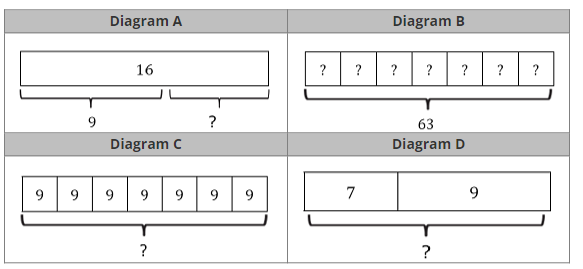 Diagram A
16
9 ?
Diagram B
? ? ? ? ? ? ?
63
Diagram C
9 9 9 9 9 9 9
?
Diagram D
7 9
?